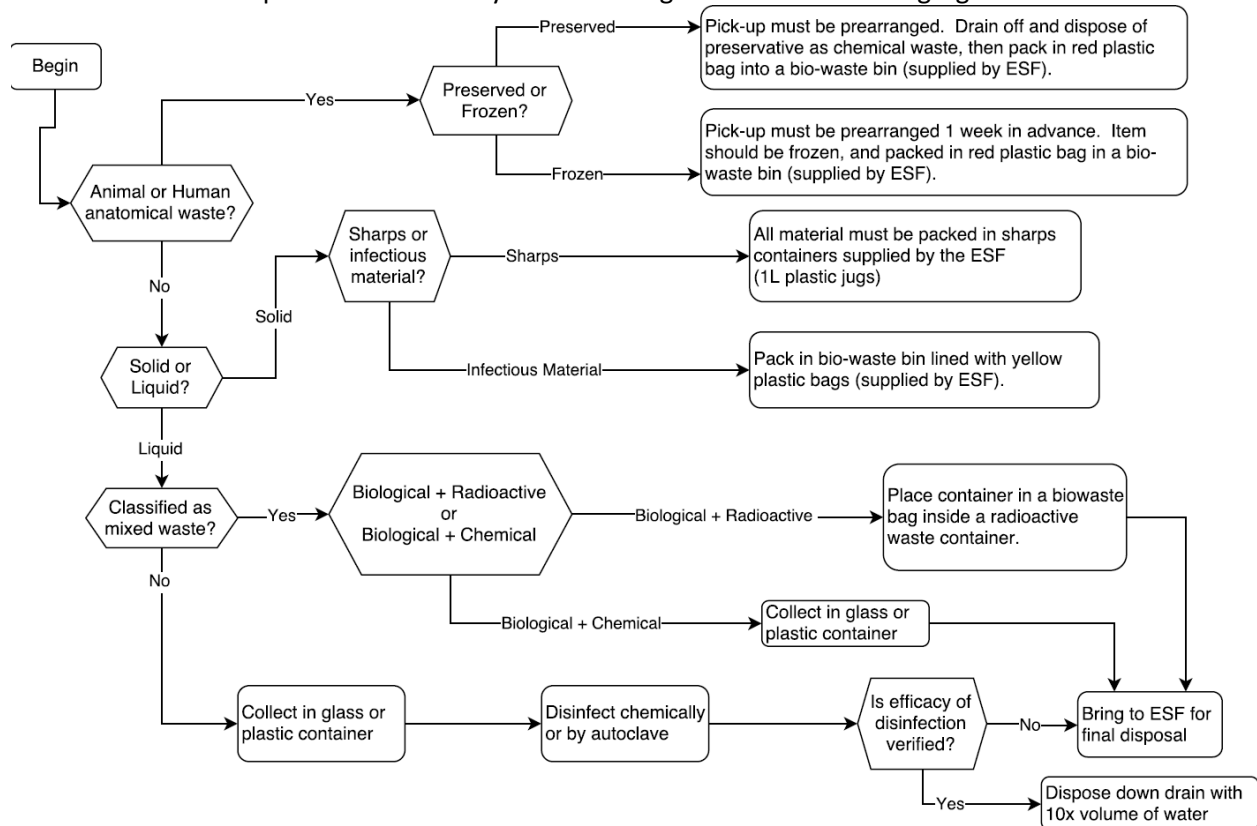 Begin
Preserved
Pick-up must be prearranged. Drain off and dispose of
preservative as chemical waste, then pack in red plastic
bag into a bio-waste bin (supplied by ESF).
Yes
Preserved or
Frozen?
Frozen
Pick-up must be prearranged 1 week in advance. Item
should be frozen, and packed in red plastic bag in a bio-
waste bin (supplied by ESF).
Animal or Human
anatomical waste?
No
Sharps or
infectious
material?
Sharps
All material must be packed in sharps
containers supplied by the ESF
(1L plastic jugs)
Solid
Solid or
Liquid?
Infectious Material
Pack in bio-waste bin lined with yellow
plastic bags (supplied by ESF).
Liquid
Classified as
mixed waste?
Yes
Biological + Radioactive
or
Biological + Chemical
Biological + Radioactive
Place container in a biowaste
bag inside a radioactive
waste container.
No
Biological + Chemical
Collect in glass or
plastic container
Collect in glass or
plastic container
Disinfect chemically
or by autoclave
Is efficacy of
disinfection
verified?
No
Bring to ESF for
final disposal
Yes
Dispose down drain with
10x volume of water